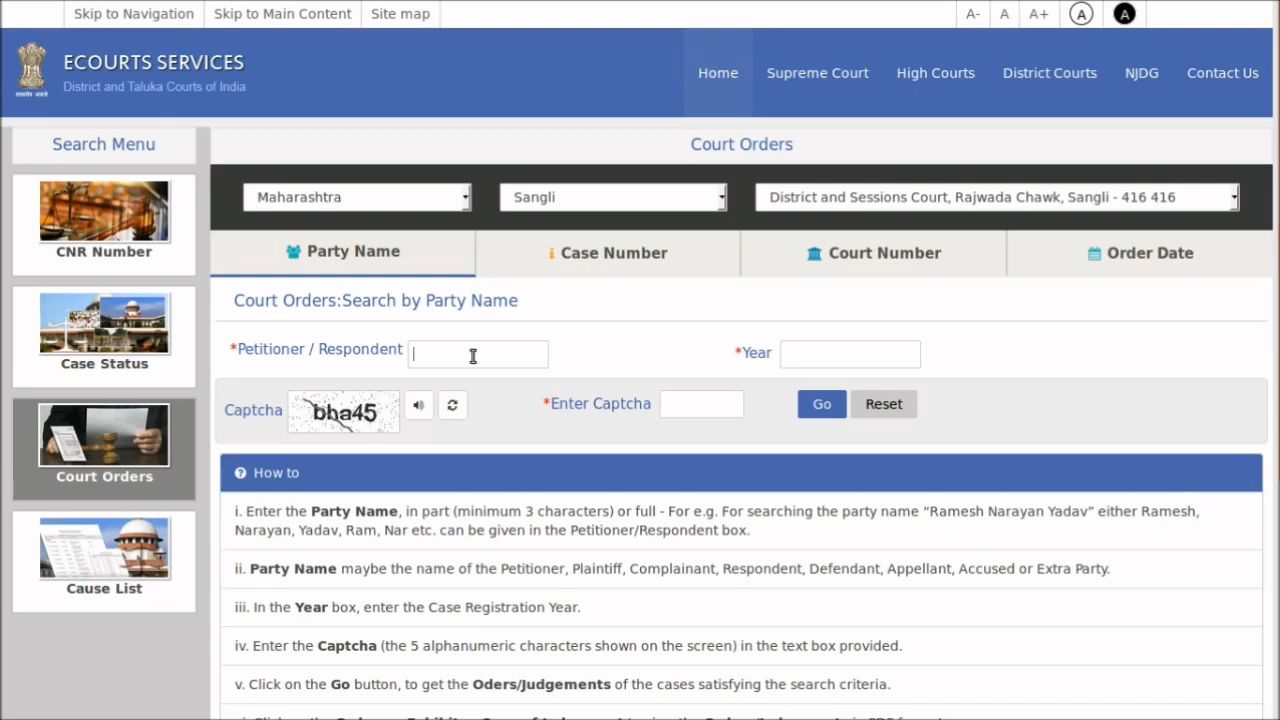 Skip to Navigation Skip to Main Content Site map A- A A+ A A
ECOURTS SERVICES
District and Taluka Courts of India
Home Supreme Court High Courts District Courts NJDG Contact Us
Search Menu
Court Orders
Maharashtra Sangli District and Sessions Court, Rajwada Chawk, Sangli - 416 416
CNR Number
Party Name Case Number Court Number Order Date
Court Orders:Search by Party Name
*Petitioner / Respondent *Year
Case Status
Captcha bha45 *Enter Captcha Go Reset
Court Orders
How to
i. Enter the Party Name, in part (minimum 3 characters) or full - For e.g. For searching the party name “Ramesh Narayan Yadav” either Ramesh,
Narayan, Yadav, Ram, Nar etc. can be given in the Petitioner/Respondent box.
ii. Party Name maybe the name of the Petitioner, Plaintiff, Complainant, Respondent, Defendant, Appellant, Accused or Extra Party.
Cause List
iii. In the Year box, enter the Case Registration Year.
iv. Enter the Captcha (the 5 alphanumeric characters shown on the screen) in the text box provided.
v. Click on the Go button, to get the Oders/Judgements of the cases satisfying the search criteria.